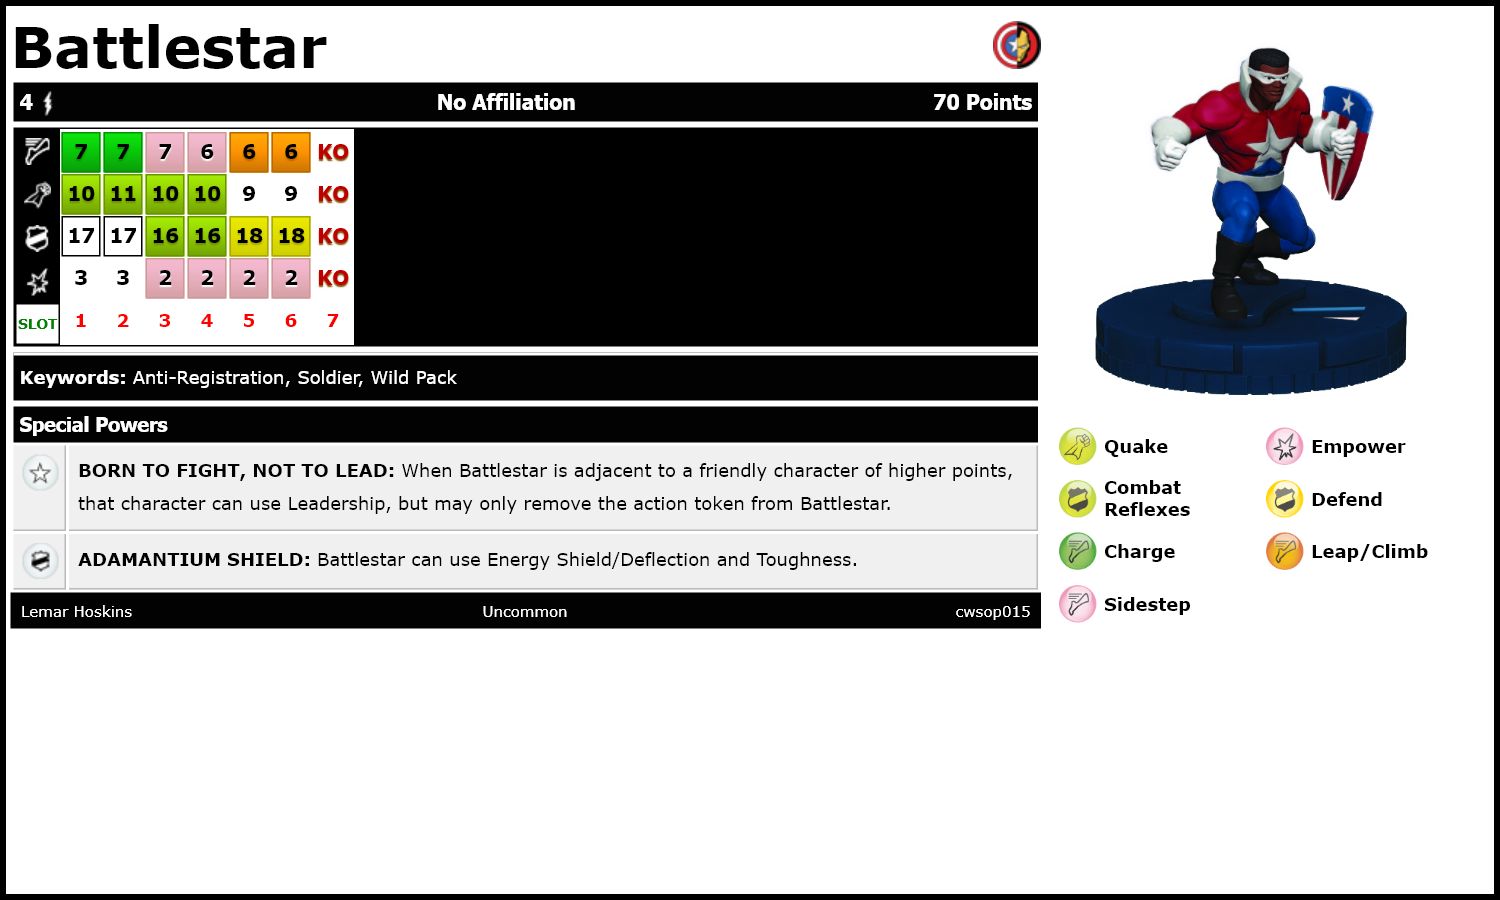 Battlestar
4 No Affiliation 70 Points
7 7 7 6 6 6 KO
10 11 10 10 9 9 KO
17 17 16 16 18 18 KO
3 3 2 2 2 2 KO
SLOT 1 2 3 4 5 6 7
Keywords: Anti-Registration, Soldier, Wild Pack
Special Powers
BORN TO FIGHT, NOT TO LEAD: When Battlestar is adjacent to a friendly character of higher points,
that character can use Leadership, but may only remove the action token from Battlestar.
ADAMANTIUM SHIELD: Battlestar can use Energy Shield/Deflection and Toughness.
Lemar Hoskins Uncommon cwsop015
Quake
Empower
Combat
Reflexes
Defend
Charge
Leap/Climb
Sidestep